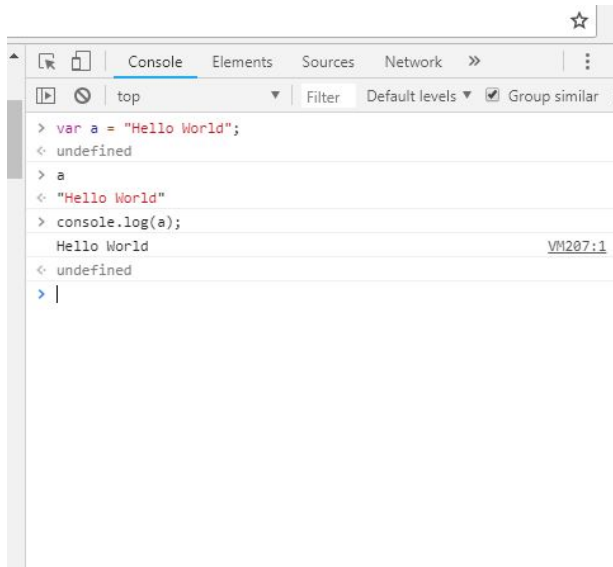 Console Elements Sources Network »
top Filter Default levels Group similar
> var a = "Hello World";
undefined
> a
"Hello World"
> console.log(a);
Hello World VM207:1
undefined
>